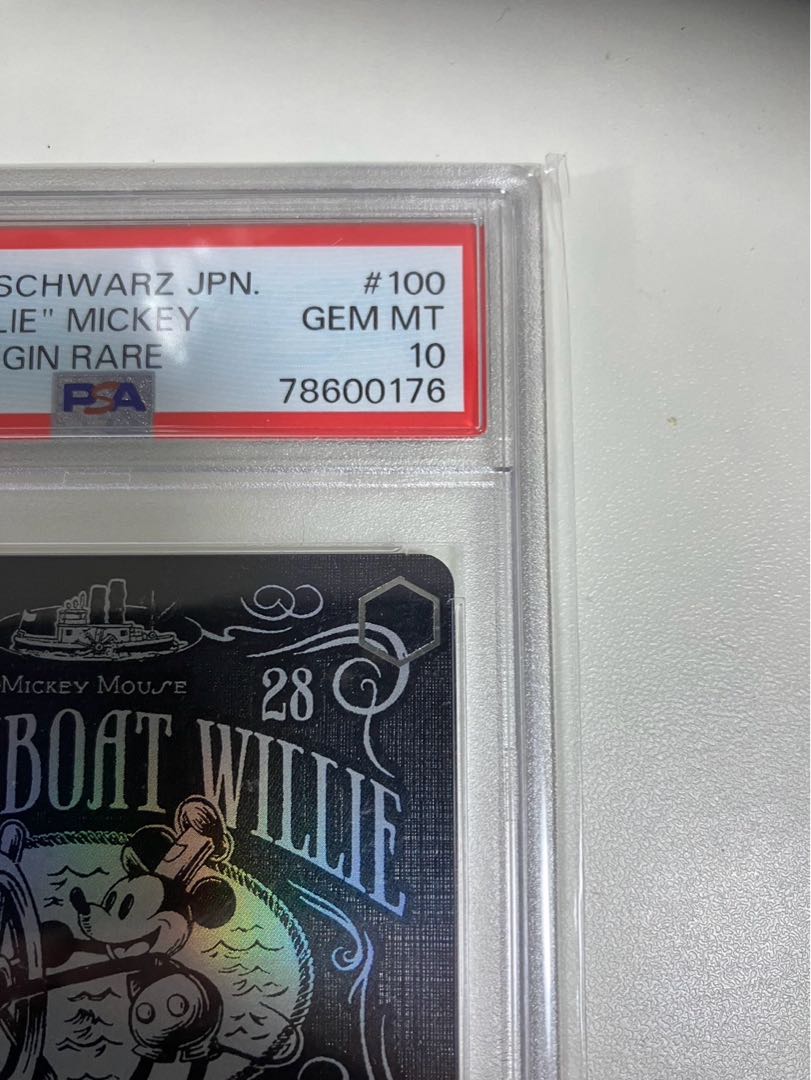 SCHWARZ JPN. #100
LIE" MICKEY GEM MT
GIN RARE 10
PSA 78600176
MICKEY MOUSE
28
BOAT WILLIE